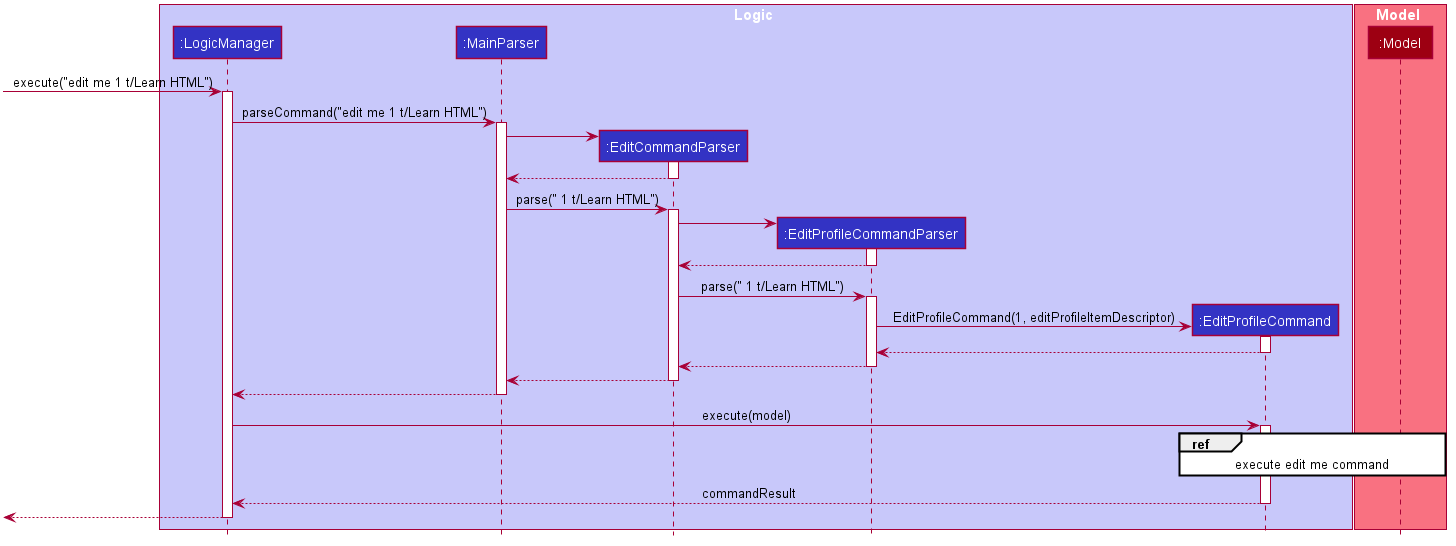 Logic
Model
:LogicManager
:MainParser
:Model
execute("edit me 1 t/Learn HTML")
parseCommand("edit me 1 t/Learn HTML")
:EditCommandParser
parse(" 1 t/Learn HTML")
:EditProfileCommandParser
parse(" 1 t/Learn HTML")
EditProfileCommand(1, editProfileItemDescriptor)
:EditProfileCommand
execute(model)
ref
execute edit me command
commandResult